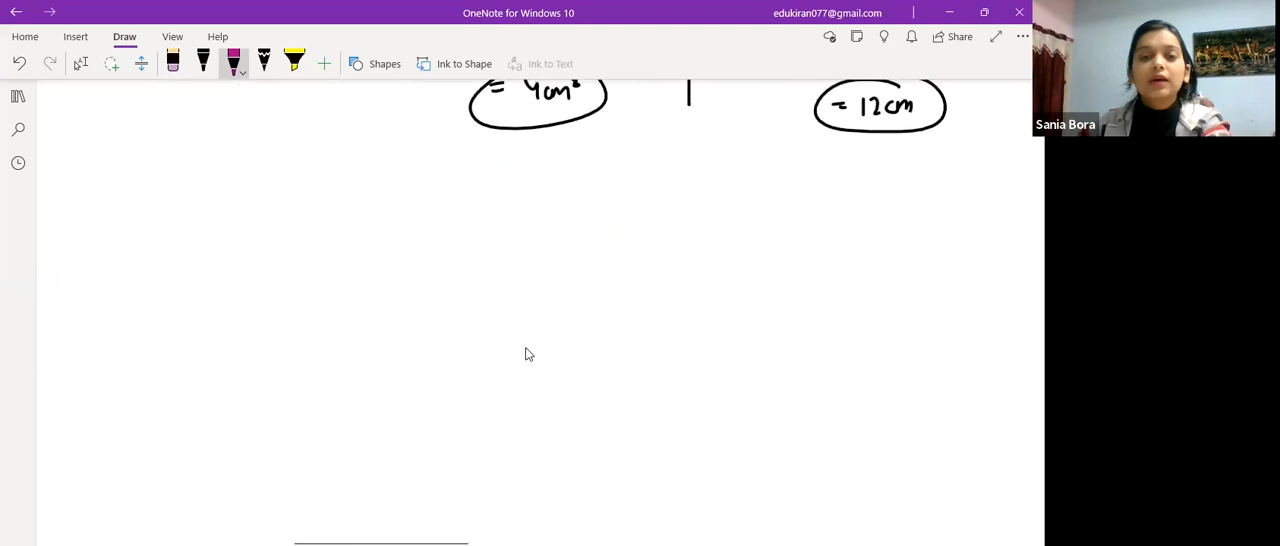 OneNote for Windows 10
edukiran077@gmail.com
Home
Insert
Draw
View
Help
Share
Shapes
Ink to Shape
Ink to Text
= 4cm²
= 12cm
Sania Bora